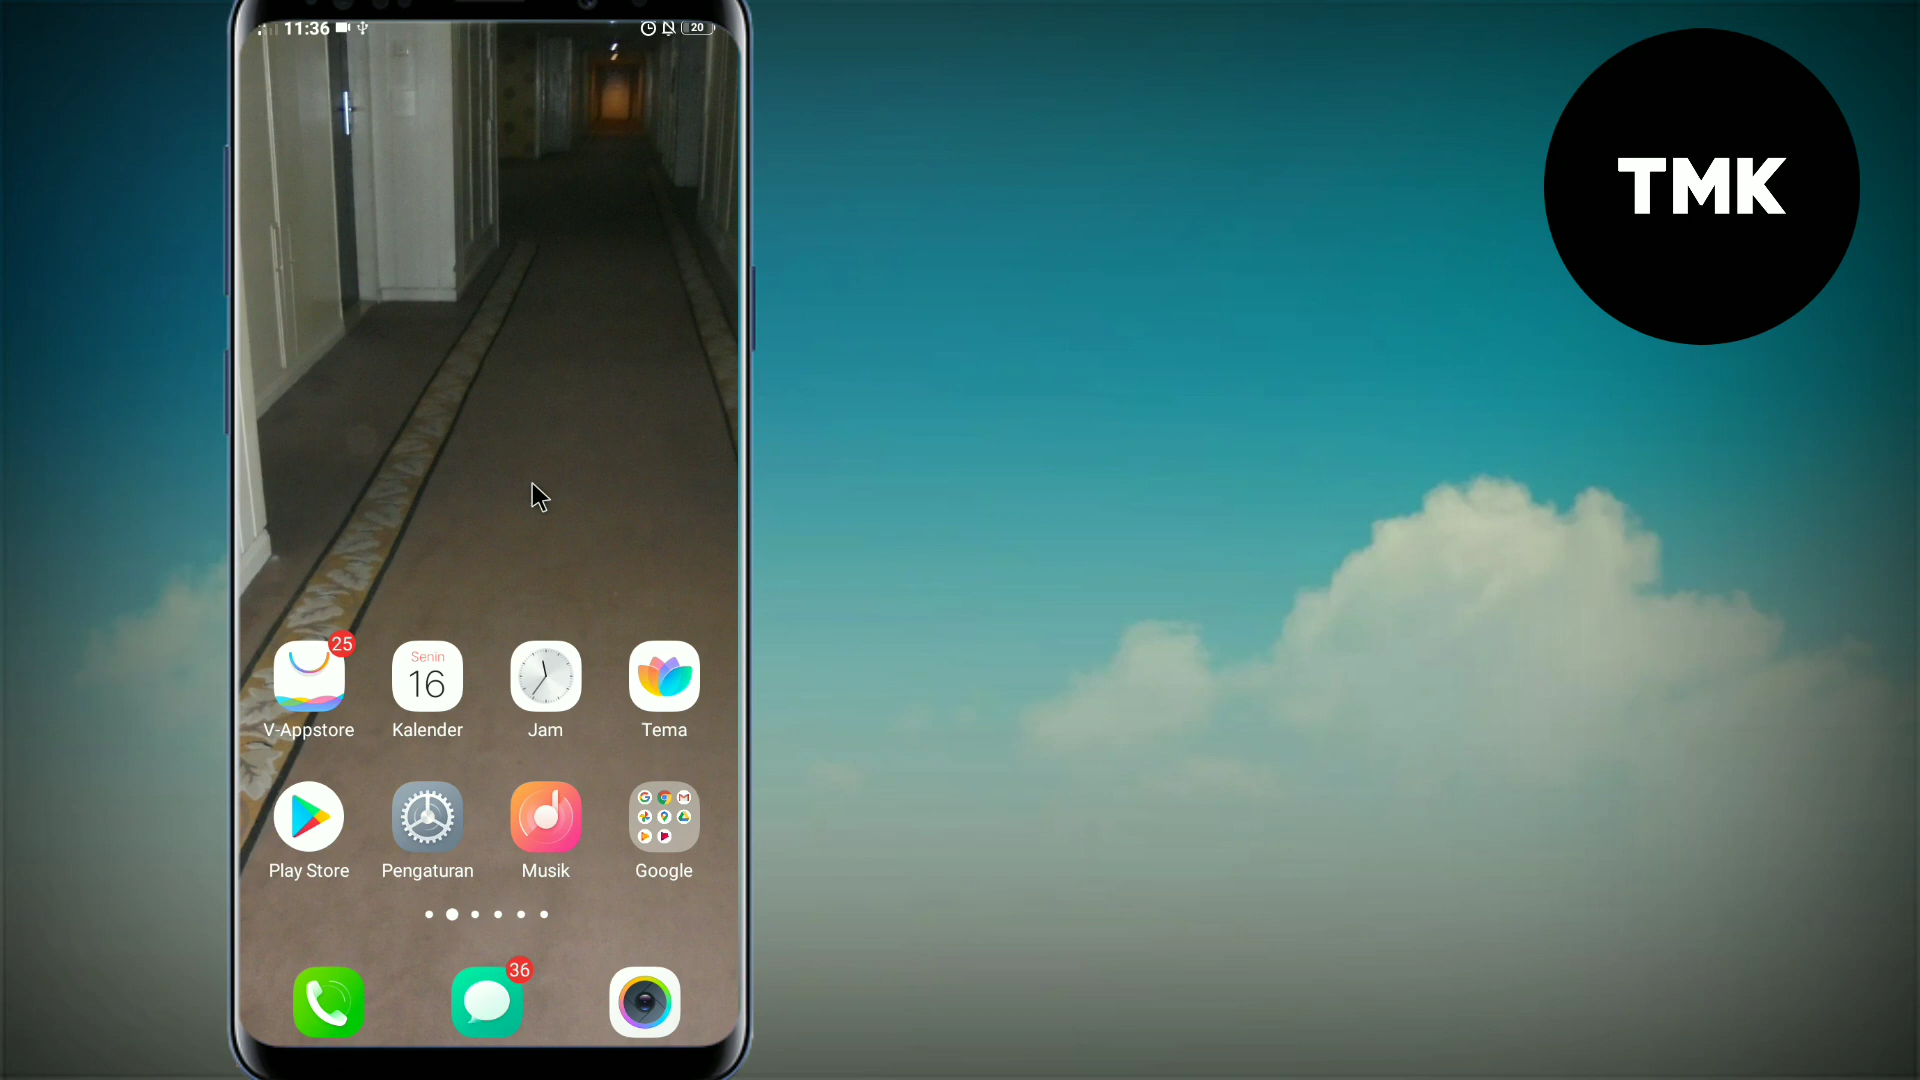 11:36
20
TMK
25
Senin
16
V-Appstore
Kalender
Jam
Tema
Play Store
Pengaturan
Musik
Google
36